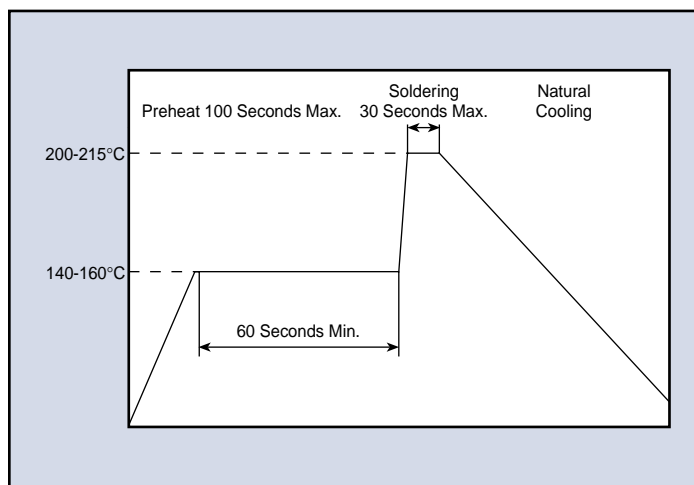 Soldering
Natural
Preheat 100 Seconds Max.
30 Seconds Max.
Cooling
200-215°C
140-160°C
60 Seconds Min.